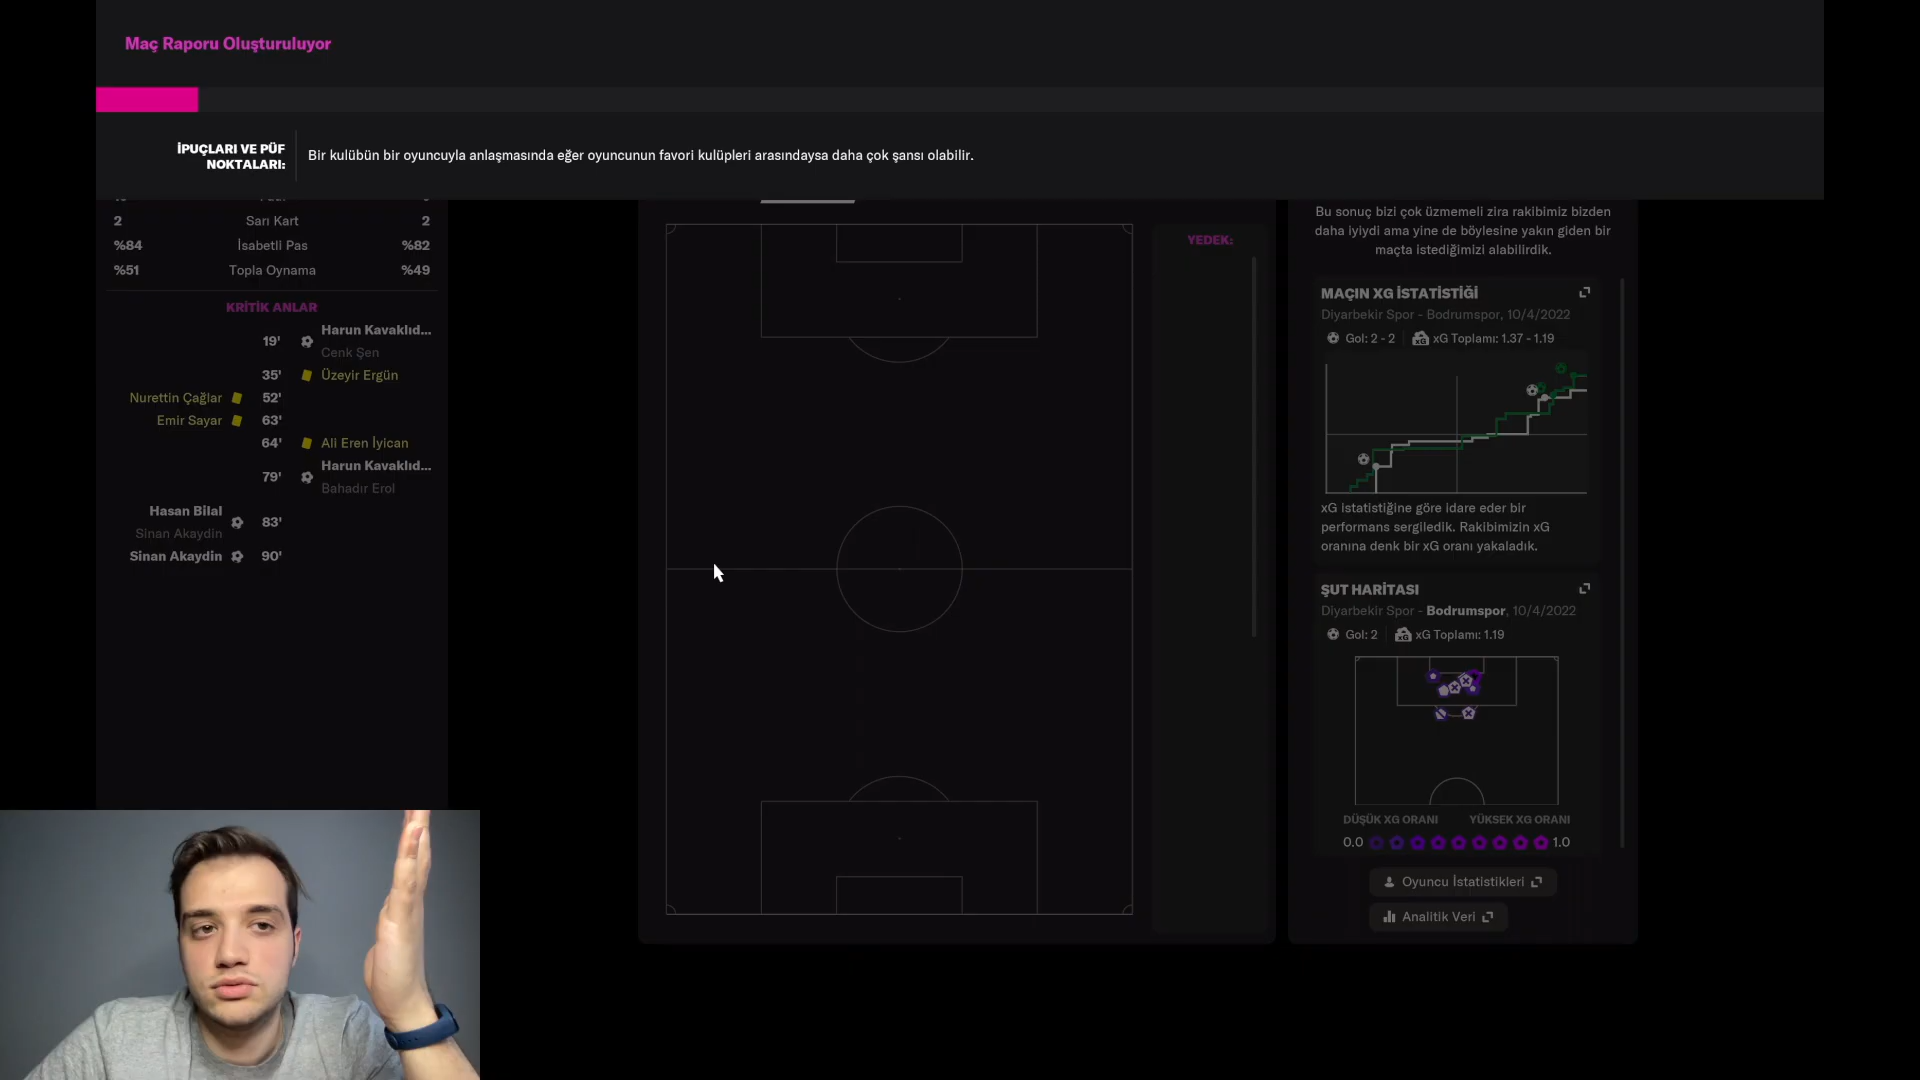 Maç Raporu Oluşturuluyor
İPUÇLARI VE PÜF
NOKTALARI:
Bir kulübün bir oyuncuyla anlaşmasında eğer oyuncunun favori kulüpleri arasındaysa daha çok şansı olabilir.
2 Sarı Kart 2
%84 İsabetli Pas %82
%51 Topla Oynama %49
KRİTİK ANLAR
19' Harun Kavaklıd...
Cenk Şen
35' Üzeyir Ergün
Nurettin Çağlar 52'
Emir Sayar 63'
64' Ali Eren İyican
79' Harun Kavaklıd...
Bahadır Erol
Hasan Bilal 83'
Sinan Akaydin
Sinan Akaydin 90'
YEDEK:
Bu sonuç bizi çok üzmemeli zira rakibimiz bizden
daha iyiydi ama yine de böylesine yakın giden bir
maçta istediğimizi alabilirdik.
MAÇIN XG İSTATİSTİĞİ
Diyarbekir Spor - Bodrumspor, 10/4/2022
Gol: 2 - 2 xG xG Toplamı: 1.37 - 1.19
xG istatistiğine göre idare eder bir
performans sergiledik. Rakibimizin xG
oranına denk bir xG oranı yakaladık.
ŞUT HARİTASI
Diyarbekir Spor - Bodrumspor, 10/4/2022
Gol: 2 xG xG Toplamı: 1.19
DÜŞÜK XG ORANI YÜKSEK XG ORANI
0.0 1.0
Oyuncu İstatistikleri
Analitik Veri